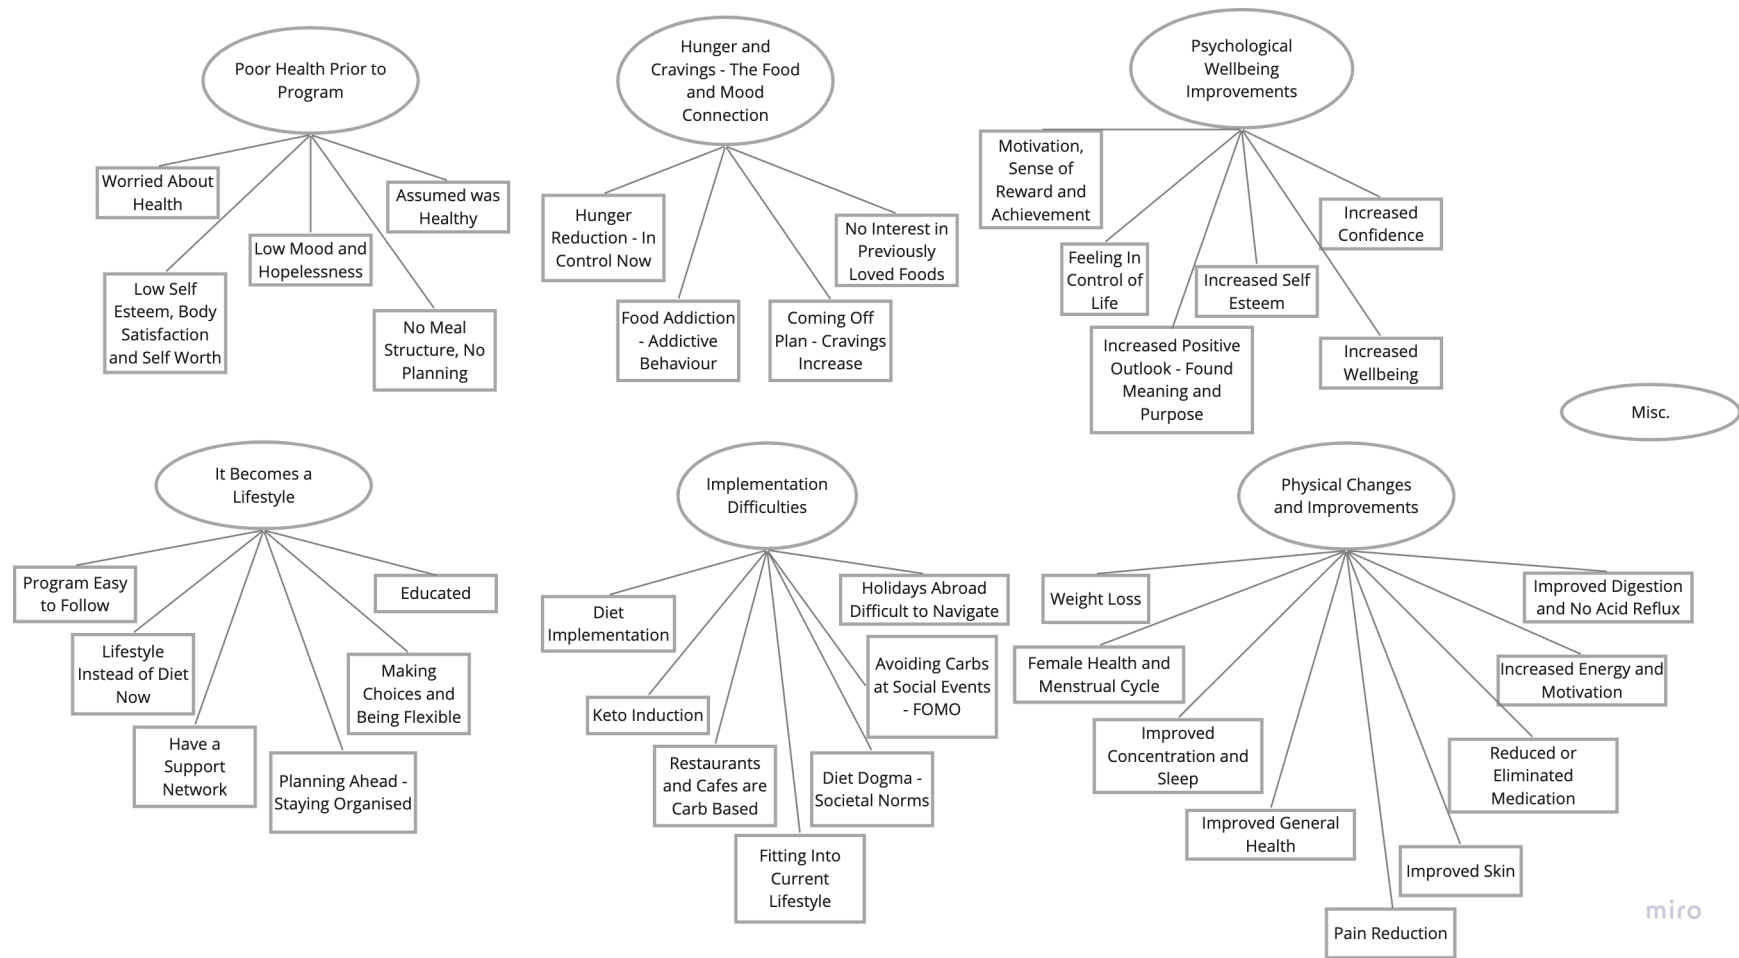 Poor Health Prior to
Program
Worried About
Health
Assumed was
Healthy
Low Mood and
Hopelessness
Low Self
Esteem, Body
Satisfaction
and Self Worth
No Meal
Structure, No
Planning
Hunger and
Cravings - The Food
and Mood
Connection
Hunger
Reduction - In
Control Now
No Interest in
Previously
Loved Foods
Food Addiction
- Addictive
Behaviour
Coming Off
Plan - Cravings
Increase
Psychological
Wellbeing
Improvements
Motivation,
Sense of
Reward and
Achievement
Increased
Confidence
Feeling In
Control of
Life
Increased Self
Esteem
Increased Positive
Outlook - Found
Meaning and
Purpose
Increased
Wellbeing
Misc.
It Becomes a
Lifestyle
Program Easy
to Follow
Educated
Lifestyle
Instead of Diet
Now
Making
Choices and
Being Flexible
Have a
Support
Network
Planning Ahead -
Staying Organised
Implementation
Difficulties
Holidays Abroad
Difficult to Navigate
Diet
Implementation
Avoiding Carbs
at Social Events
- FOMO
Keto Induction
Restaurants
and Cafes are
Carb Based
Diet Dogma -
Societal Norms
Fitting Into
Current
Lifestyle
Physical Changes
and Improvements
Weight Loss
Improved Digestion
and No Acid Reflux
Female Health and
Menstrual Cycle
Increased Energy and
Motivation
Improved
Concentration and
Sleep
Reduced or
Eliminated
Medication
Improved General
Health
Improved Skin
Pain Reduction
miro